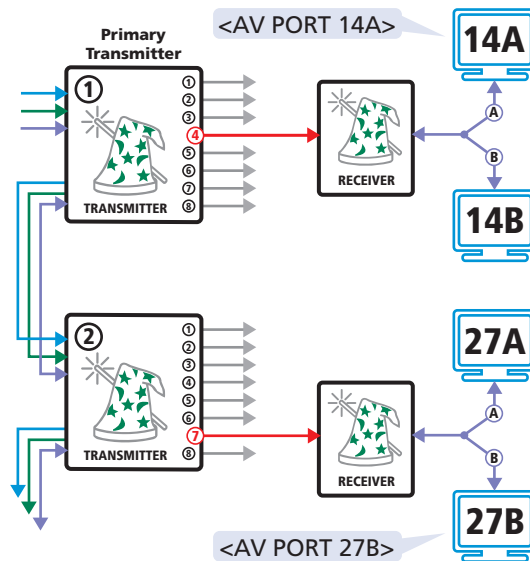 Primary
Transmitter
<AV PORT 14A>
14A
1
1
2
3
4
5
6
7
8
TRANSMITTER
RECEIVER
A
B
14B
2
1
2
3
4
5
6
7
8
TRANSMITTER
RECEIVER
27A
A
B
27B
<AV PORT 27B>